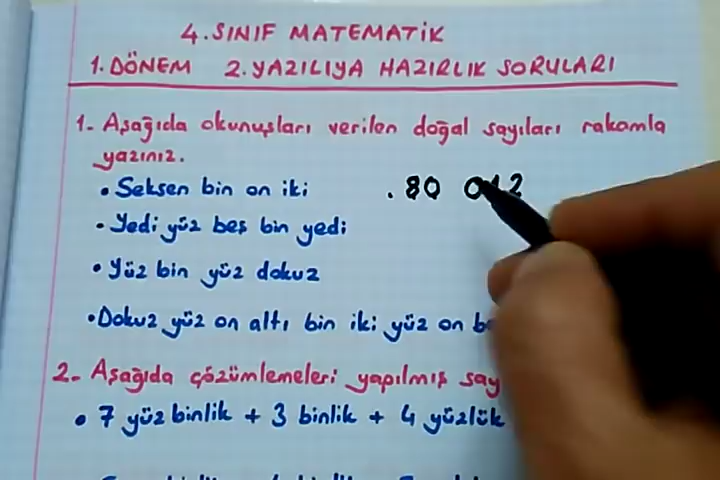 4. SINIF MATEMATİK
1. DÖNEM 2. YAZILIYA HAZIRLIK SORULARI
1- Aşağıda okunuşları verilen doğal sayıları rakamla
yazınız.
• Seksen bin on iki . 80 012
• Yedi yüz beş bin yedi
• Yüz bin yüz dokuz
• Dokuz yüz on altı bin iki yüz on
2- Aşağıda çözümlemeleri yapılmış
• 7 yüz binlik + 3 binlik + 4 yüzlük